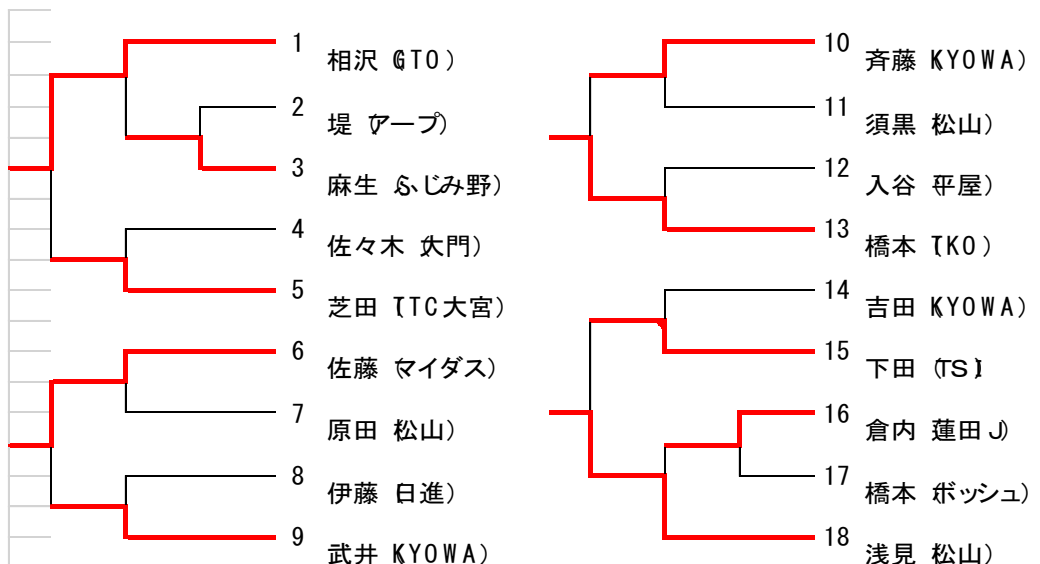 1 相沢 (GTO)
2 堤 (アープ)
3 麻生 (ふじみ野)
4 佐々木 (大門)
5 芝田 (TTC大宮)
6 佐藤 (マイダス)
7 原田 (松山)
8 伊藤 (日進)
9 武井 (KYOWA)
10 斉藤 (KYOWA)
11 須黒 (松山)
12 入谷 (平屋)
13 橋本 (TKO)
14 吉田 (KYOWA)
15 下田 (TSI)
16 倉内 (蓮田J)
17 橋本 (ボッシュ)
18 浅見 (松山)